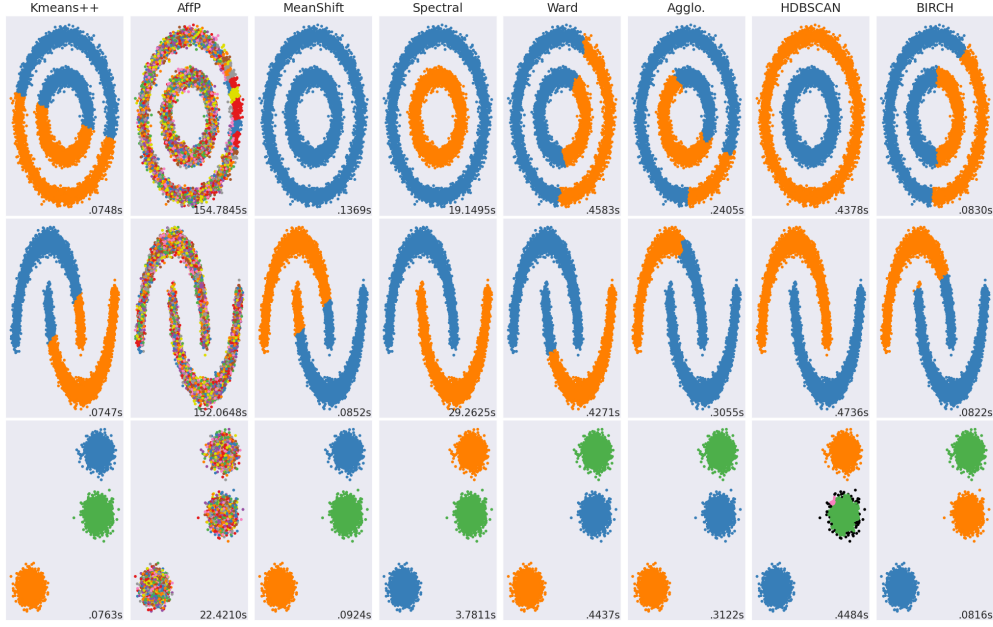 Kmeans++ AffP MeanShift Spectral Ward Agglo. HDBSCAN BIRCH
.0748s 154.7845s .1369s 19.1495s .4583s .2405s .4378s .0830s
.0747s 152.0648s .0852s 29.2625s .4271s .3055s .4736s .0822s
.0763s 22.4210s .0924s 3.7811s .4437s .3122s .4484s .0816s